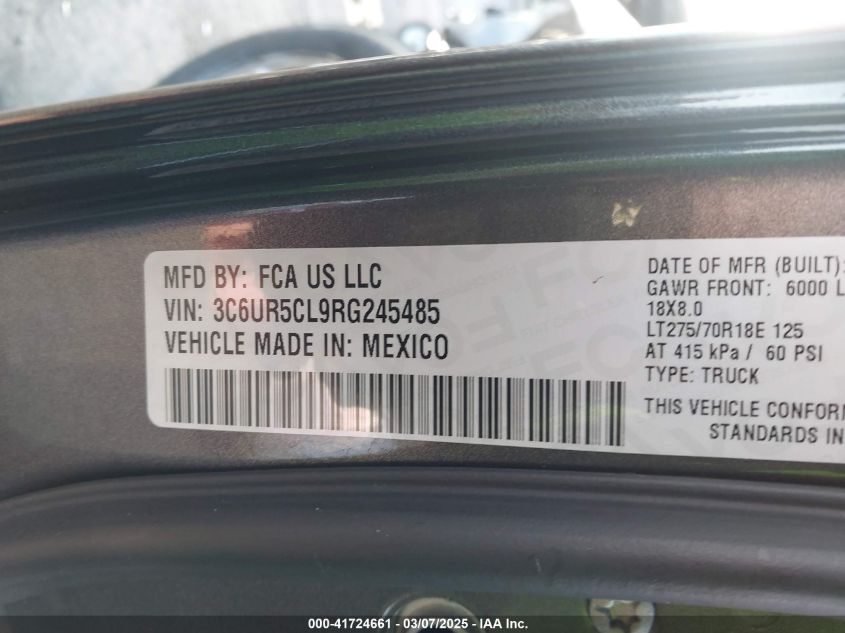 MFD BY: FCA US LLC
VIN: 3C6UR5CL9RG245485
VEHICLE MADE IN: MEXICO
DATE OF MFR (BUILT):
GAWR FRONT: 6000 L
18X8.0
LT275/70R18E 125
AT 415 kPa / 60 PSI
TYPE: TRUCK
THIS VEHICLE CONFORM
STANDARDS IN
000-41724661 - 03/07/2025 - IAA Inc.